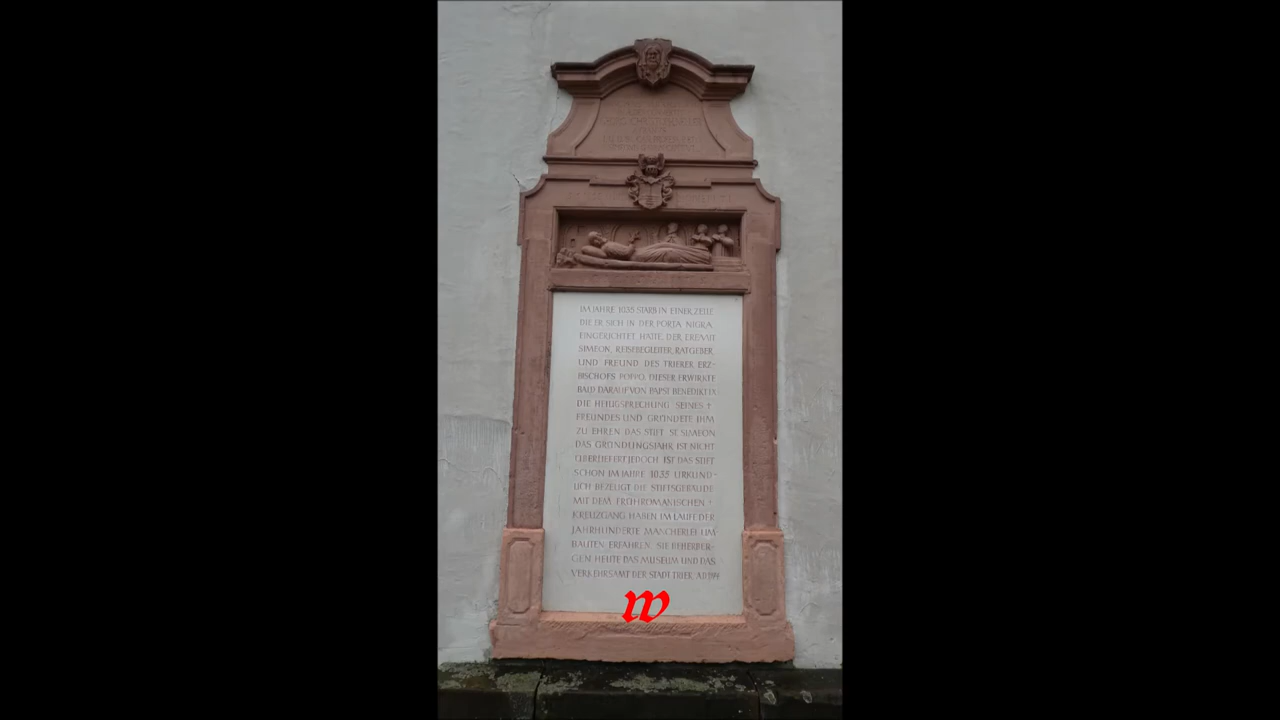 IM JAHRE 1035 STARB IN EINER ZELLE
DIE ER SICH IN DER PORTA NIGRA
EINGERICHTET HATTE, DER EREMIT
SIMEON, REISEBEGLEITER, RATGEBER
UND FREUND DES TRIERER ERZ-
BISCHOFS POPPO. DIESER ERWIRKTE
BALD DARAUF VON PAPST BENEDIKT IX
DIE HEILIGSPRECHUNG SEINES
FREUNDES UND GRÜNDETE IHM
ZU EHREN DAS STIFT ST. SIMEON
DAS GRÜNDUNGSJAHR IST NICHT
ÜBERLIEFERT JEDOCH IST DAS STIFT
SCHON IM JAHRE 1035 URKUND-
LICH BEZEUGT DIE STIFTSGEBÄUDE
MIT DEM FRÜHROMANISCHEN
KREUZGANG HABEN IM LAUFE DER
JAHRHUNDERTE MANCHERLEI UM-
BAUTEN ERFAHREN. SIE BEHERBER-
GEN HEUTE DAS MUSEUM UND DAS
VERKEHRSAMT DER STADT TRIER. AD
w